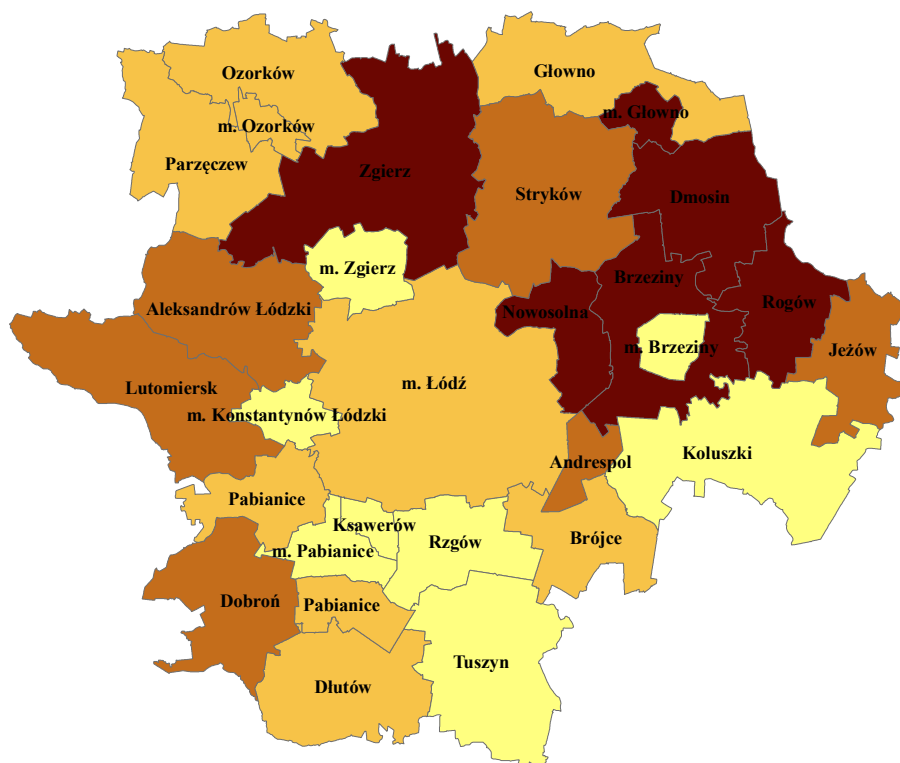 Ozorków
Głowno
m. Głowno
m. Ozorków
Parzęczew
Zgierz
Stryków
Dmosin
m. Zgierz
Brzeziny
Aleksandrów Łódzki
Nowosolna
Rogów
m. Brzeziny
Jeżów
Lutomiersk
m. Łódź
m. Konstantynów Łódzki
Koluszki
Andrespol
Pabianice
Ksawerów
Rzgów
Brójce
m. Pabianice
Dobroń
Pabianice
Tuszyn
Dłutów